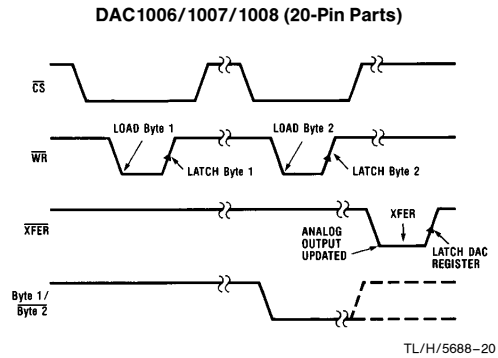 DAC1006/1007/1008 (20-Pin Parts)
CS
LOAD Byte 1
LOAD Byte 2
WR
LATCH Byte 1
LATCH Byte 2
XFER
ANALOG
OUTPUT
UPDATED
XFER
LATCH DAC
REGISTER
Byte 1/
Byte 2
TL/H/5688–20